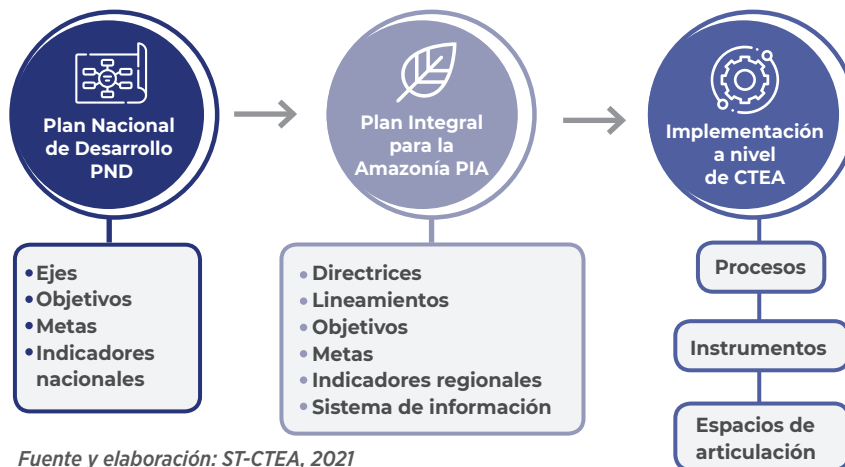 Plan Nacional
de Desarrollo
PND
Plan Integral
para la
Amazonía PIA
Implementación
a nivel
de CTEA
• Ejes
• Objetivos
• Metas
• Indicadores
nacionales
• Directrices
• Lineamientos
• Objetivos
• Metas
• Indicadores regionales
• Sistema de información
Procesos
Instrumentos
Espacios de
articulación
Fuente y elaboración: ST-CTEA, 2021